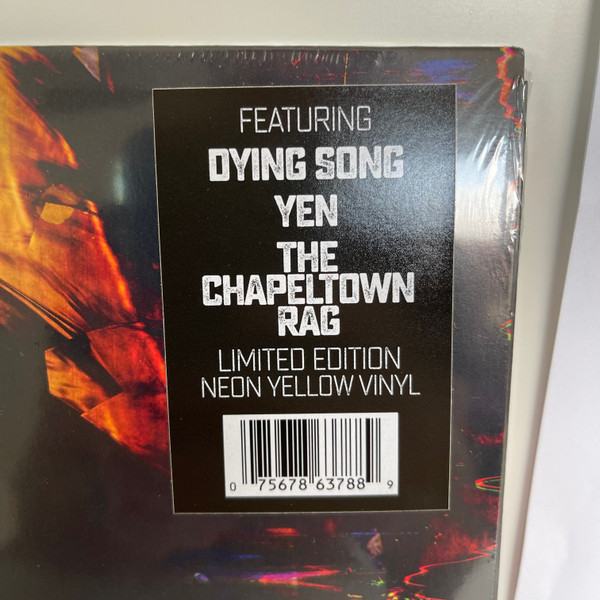 FEATURING
DYING SONG
YEN
THE
CHAPELTOWN
RAG
LIMITED EDITION
NEON YELLOW VINYL
0 75678 63788 9